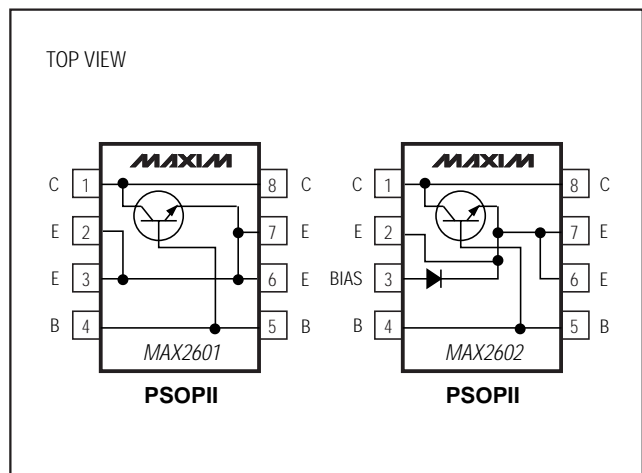 TOP VIEW
MAXIM MAXIM
C 1 8 C C 1 8 C
E 2 7 E E 2 7 E
E 3 6 E BIAS 3 6 E
B 4 5 B B 4 5 B
MAX2601 MAX2602
PSOPII PSOPII